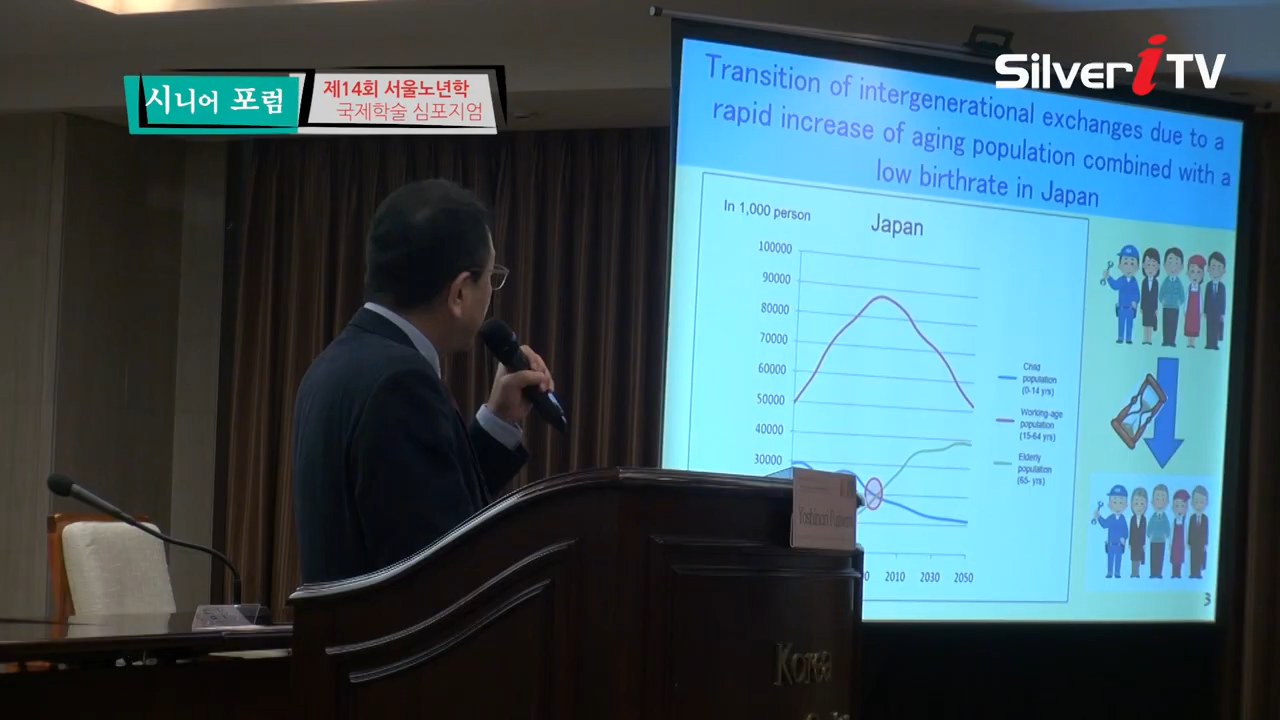 시니어 포럼
제14회 서울노년학
국제학술 심포지엄
Silver i TV
Transition of intergenerational exchanges due to a
rapid increase of aging population combined with a
low birthrate in Japan
In 1,000 person
Japan
100000
90000
80000
70000
60000
50000
40000
30000
2010 2030 2050
Child
population
(0-14 yrs)
Working-age
population
(15-64 yrs)
Elderly
population
(65- yrs)
3
Yoshinori
Korea